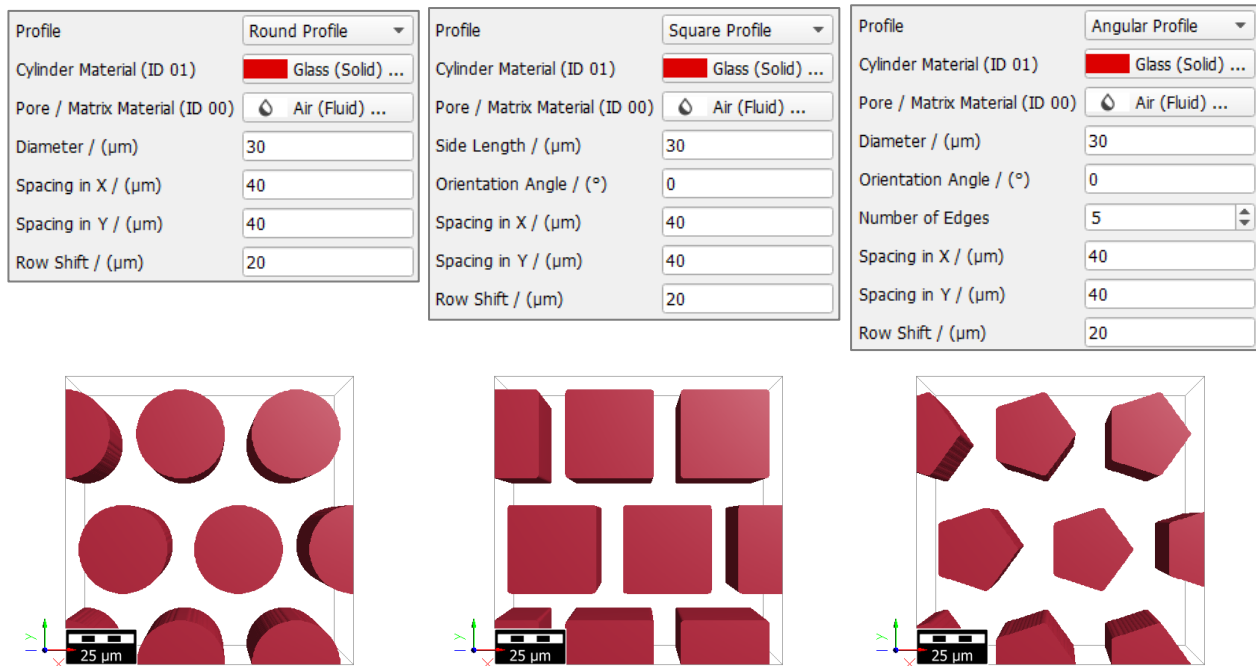 Profile Round Profile
Cylinder Material (ID 01) Glass (Solid) ...
Pore / Matrix Material (ID 00) Air (Fluid) ...
Diameter / (µm) 30
Spacing in X / (µm) 40
Spacing in Y / (µm) 40
Row Shift / (µm) 20
Profile Square Profile
Cylinder Material (ID 01) Glass (Solid) ...
Pore / Matrix Material (ID 00) Air (Fluid) ...
Side Length / (µm) 30
Orientation Angle / (°) 0
Spacing in X / (µm) 40
Spacing in Y / (µm) 40
Row Shift / (µm) 20
Profile Angular Profile
Cylinder Material (ID 01) Glass (Solid) ...
Pore / Matrix Material (ID 00) Air (Fluid) ...
Diameter / (µm) 30
Orientation Angle / (°) 0
Number of Edges 5
Spacing in X / (µm) 40
Spacing in Y / (µm) 40
Row Shift / (µm) 20
Y
X
25 µm
Y
X
25 µm
Y
X
25 µm